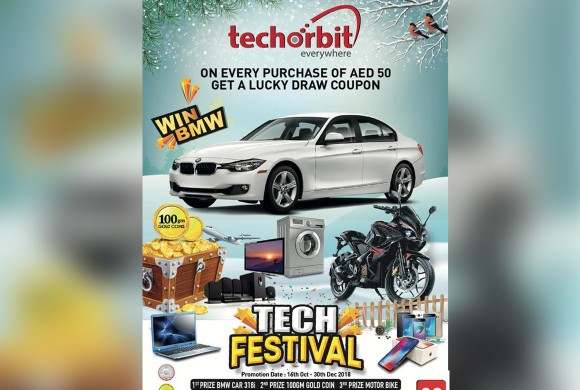 techorbit
everywhere
ON EVERY PURCHASE OF AED 50
GET A LUCKY DRAW COUPON
WIN
BMW
100gm
GOLD COINS
TECH
FESTIVAL
Promotion Date : 16th Oct - 30th Dec 2018
1ST PRIZE BMW CAR 318i 2ND PRIZE 100GM GOLD COIN 3RD PRIZE MOTOR BIKE